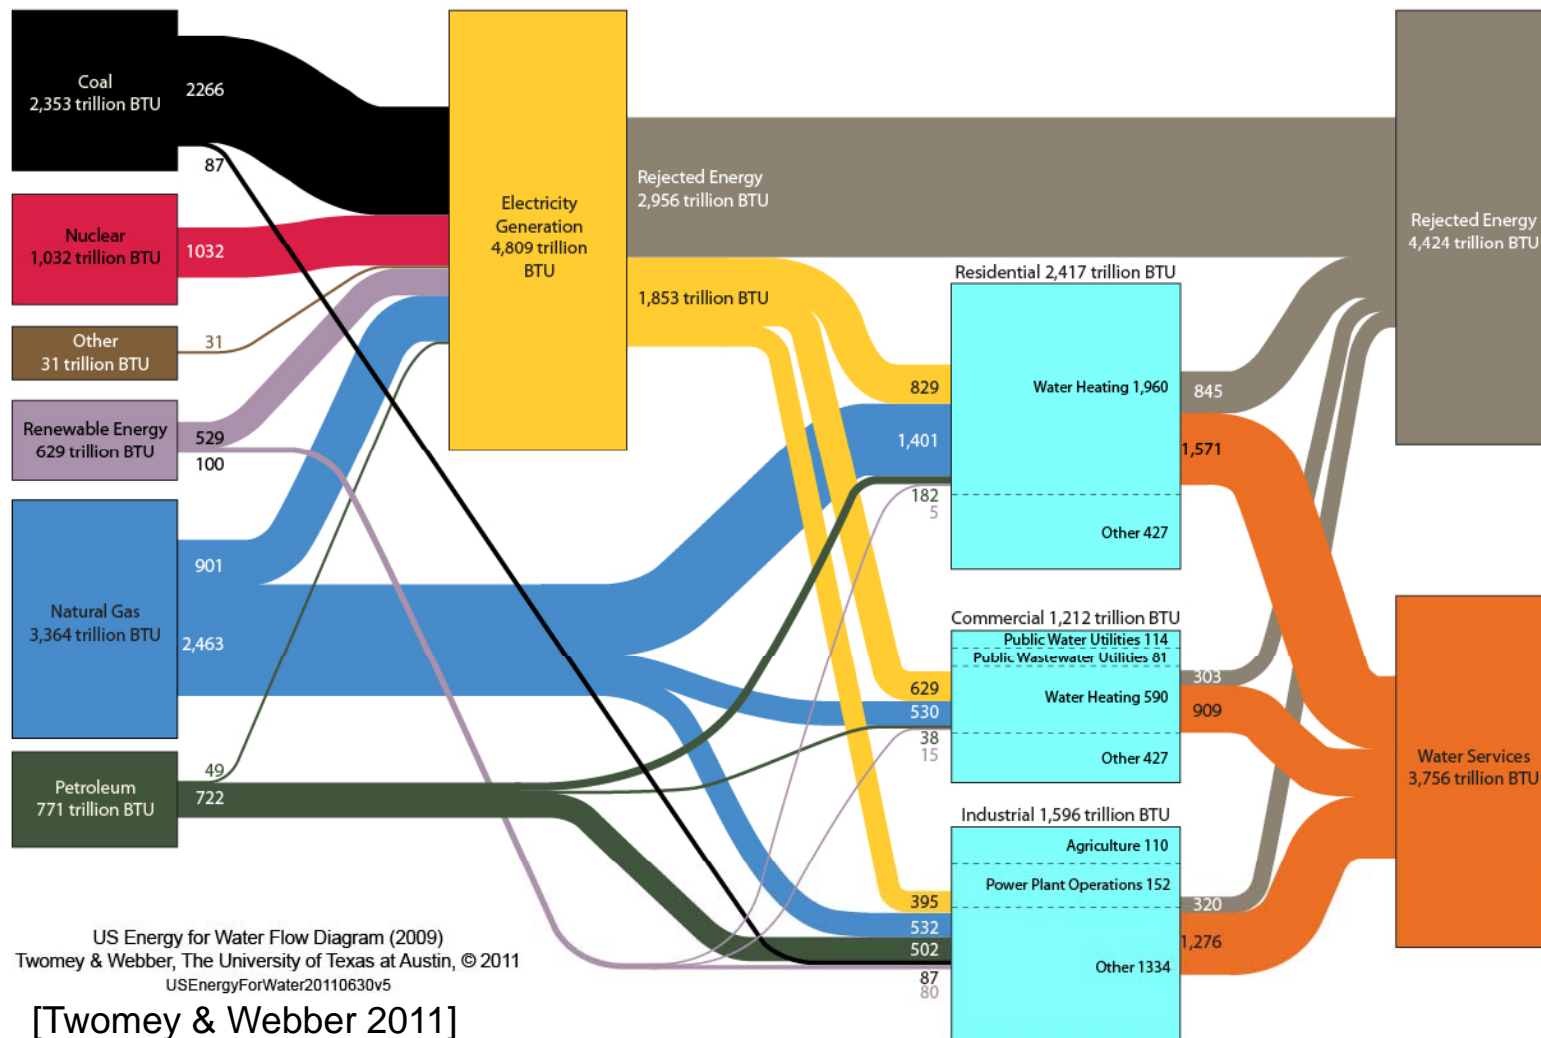 Coal
2,353 trillion BTU
2266
87
Nuclear
1,032 trillion BTU
1032
Other
31 trillion BTU
31
Renewable Energy
629 trillion BTU
529
100
Natural Gas
3,364 trillion BTU
901
2,463
Petroleum
771 trillion BTU
49
722
Electricity
Generation
4,809 trillion
BTU
Rejected Energy
2,956 trillion BTU
1,853 trillion BTU
Residential 2,417 trillion BTU
829
1,401
182
5
Water Heating 1,960
Other 427
845
1,571
Commercial 1,212 trillion BTU
Public Water Utilities 114
Public Wastewater Utilities 81
Water Heating 590
Other 427
629
530
38
15
303
909
Industrial 1,596 trillion BTU
Agriculture 110
Power Plant Operations 152
Other 1334
395
532
502
87
80
320
1,276
Rejected Energy
4,424 trillion BTU
Water Services
3,756 trillion BTU
US Energy for Water Flow Diagram (2009)
Twomey & Webber, The University of Texas at Austin, © 2011
USEnergyForWater20110630v5
[Twomey & Webber 2011]